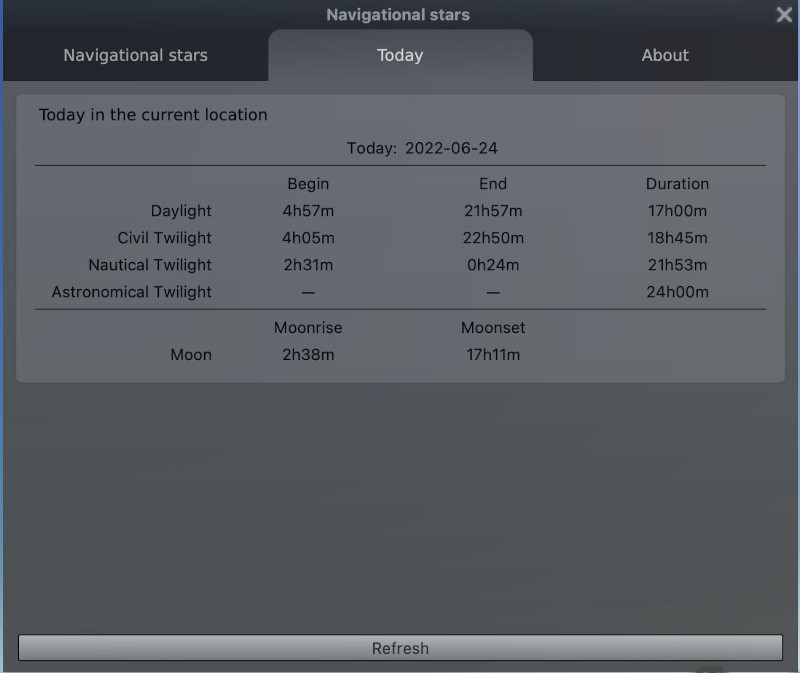 Navigational stars
Navigational stars Today About
Today in the current location
Today: 2022-06-24
Begin End Duration
Daylight 4h57m 21h57m 17h00m
Civil Twilight 4h05m 22h50m 18h45m
Nautical Twilight 2h31m 0h24m 21h53m
Astronomical Twilight — — 24h00m
Moonrise Moonset
Moon 2h38m 17h11m
Refresh